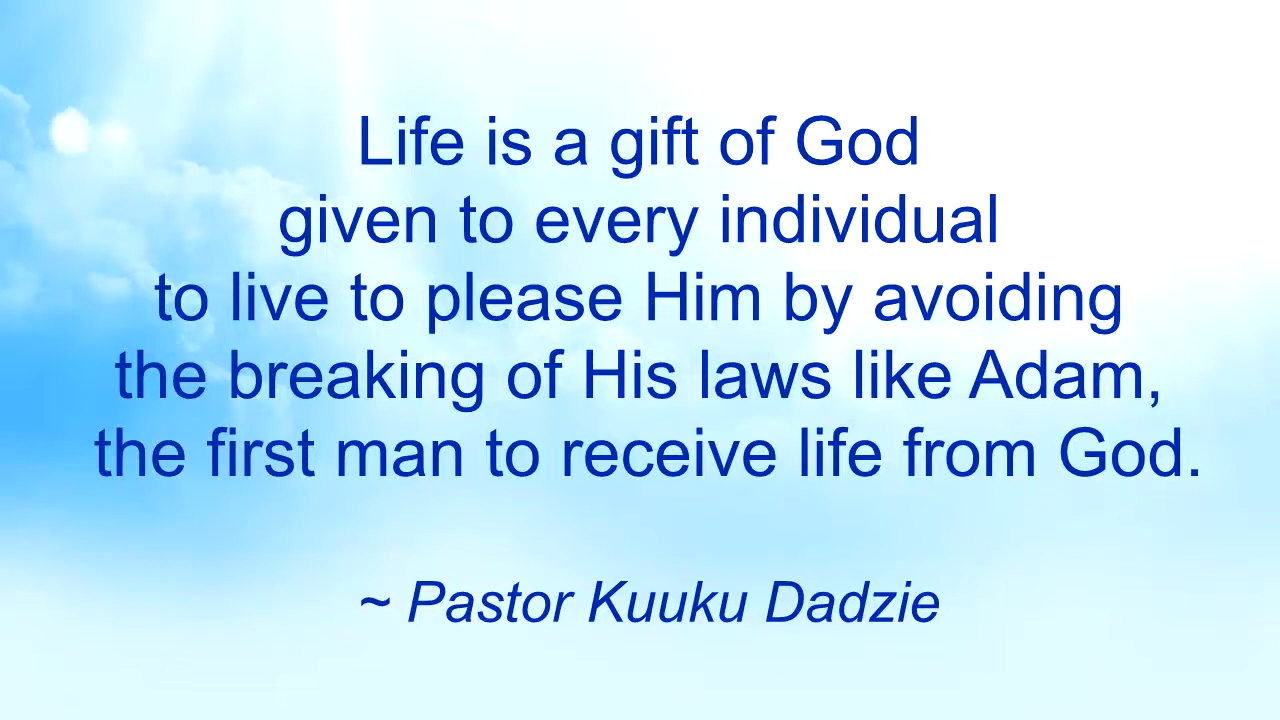 Life is a gift of God
given to every individual
to live to please Him by avoiding
the breaking of His laws like Adam,
the first man to receive life from God.
~ Pastor Kuuku Dadzie